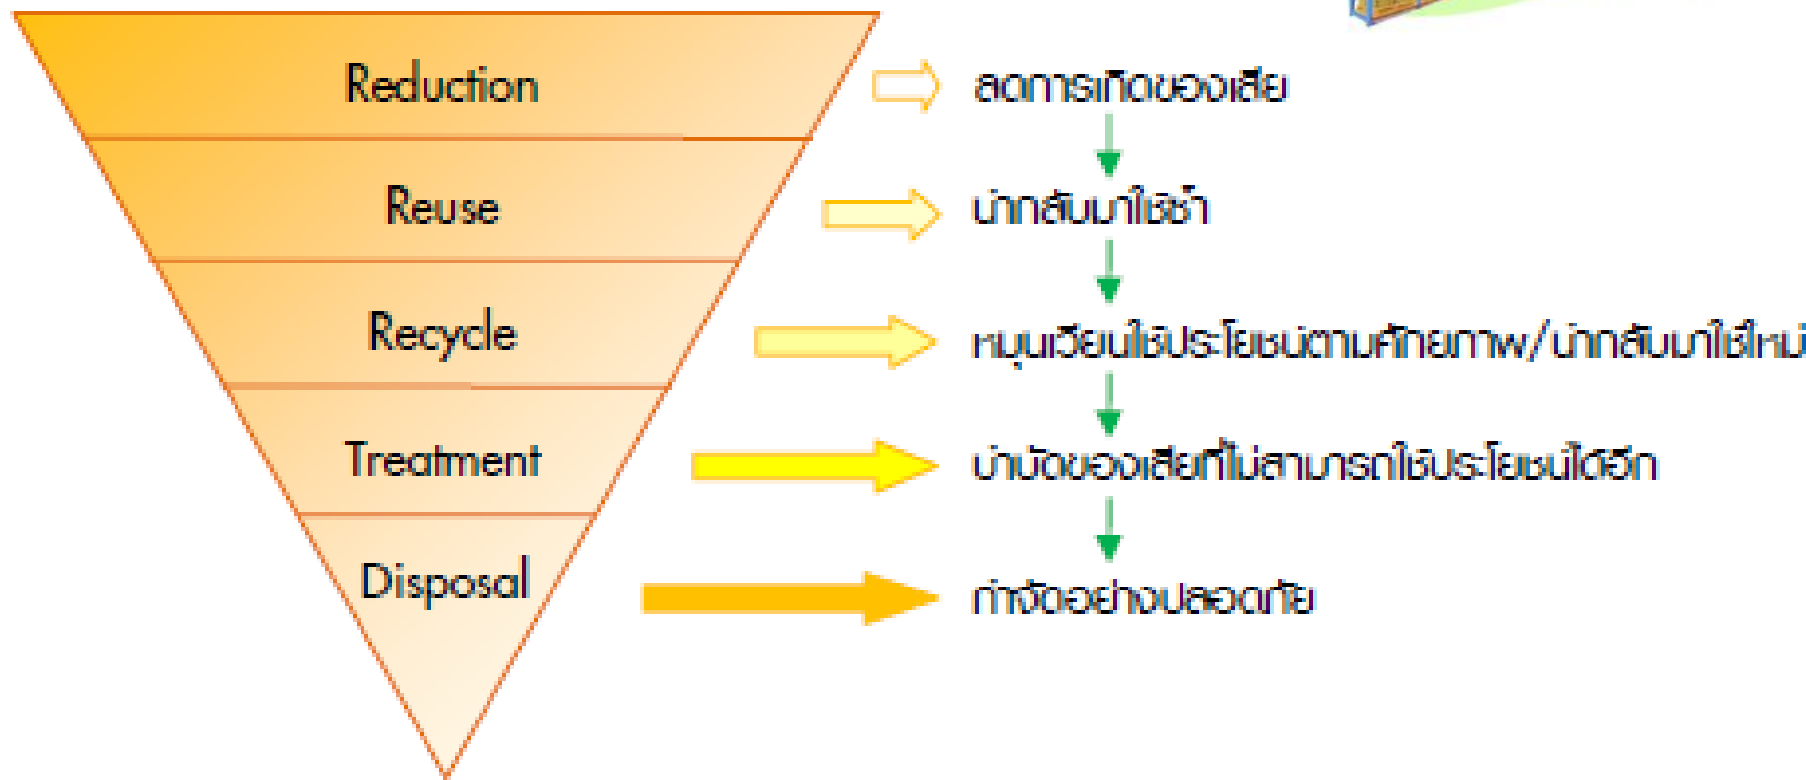 Reduction
ลดการเกิดของเสีย
Reuse
นำกลับมาใช้ซ้ำ
Recycle
หมุนเวียนใช้ประโยชน์ตามศักยภาพ/นำกลับมาใช้ใหม่
Treatment
บำบัดของเสียที่ไม่สามารถใช้ประโยชน์ได้อีก
Disposal
กำจัดอย่างปลอดภัย